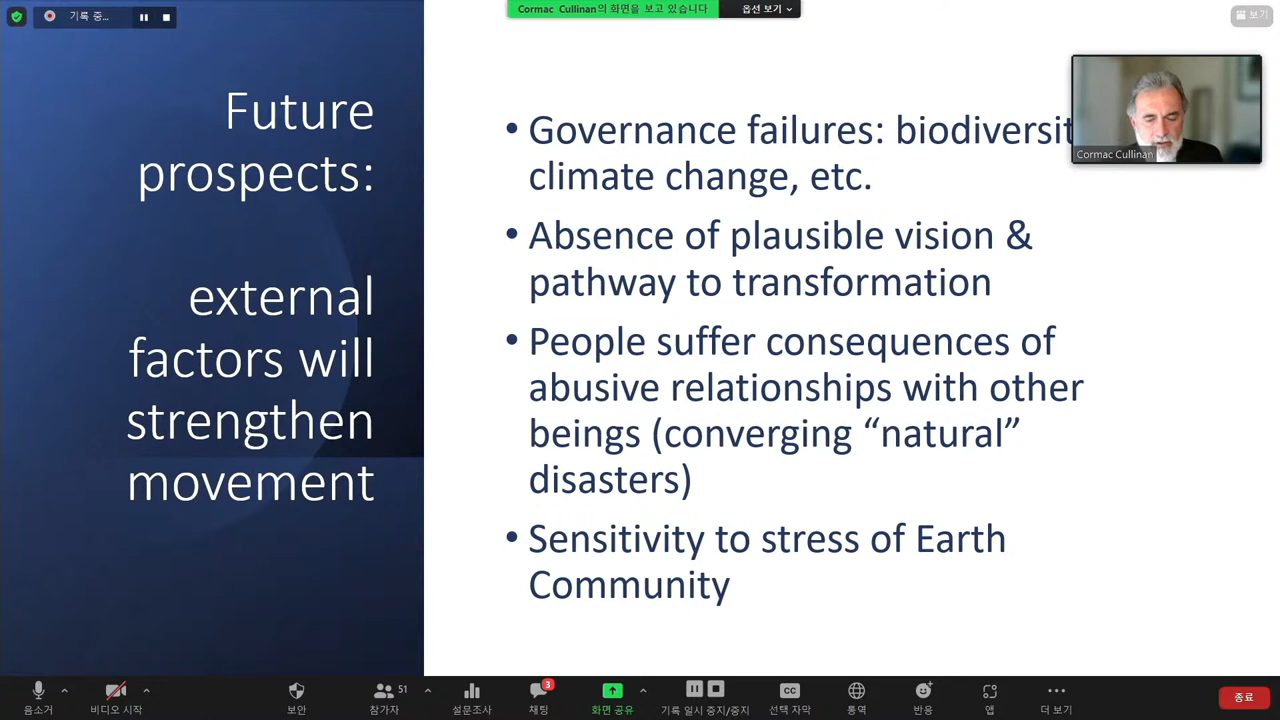 기록 중...
Cormac Cullinan의 화면을 보고 있습니다
옵션 보기
보기
Future
prospects:
external
factors will
strengthen
movement
• Governance failures: biodiversit
climate change, etc.
• Absence of plausible vision &
pathway to transformation
• People suffer consequences of
abusive relationships with other
beings (converging “natural”
disasters)
• Sensitivity to stress of Earth
Community
Cormac Cullinan
음소거
비디오 시작
보안
참가자
51
설문조사
채팅
3
화면 공유
기록 일시 중지/중지
CC
선택 자막
통역
반응
앱
더 보기
종료